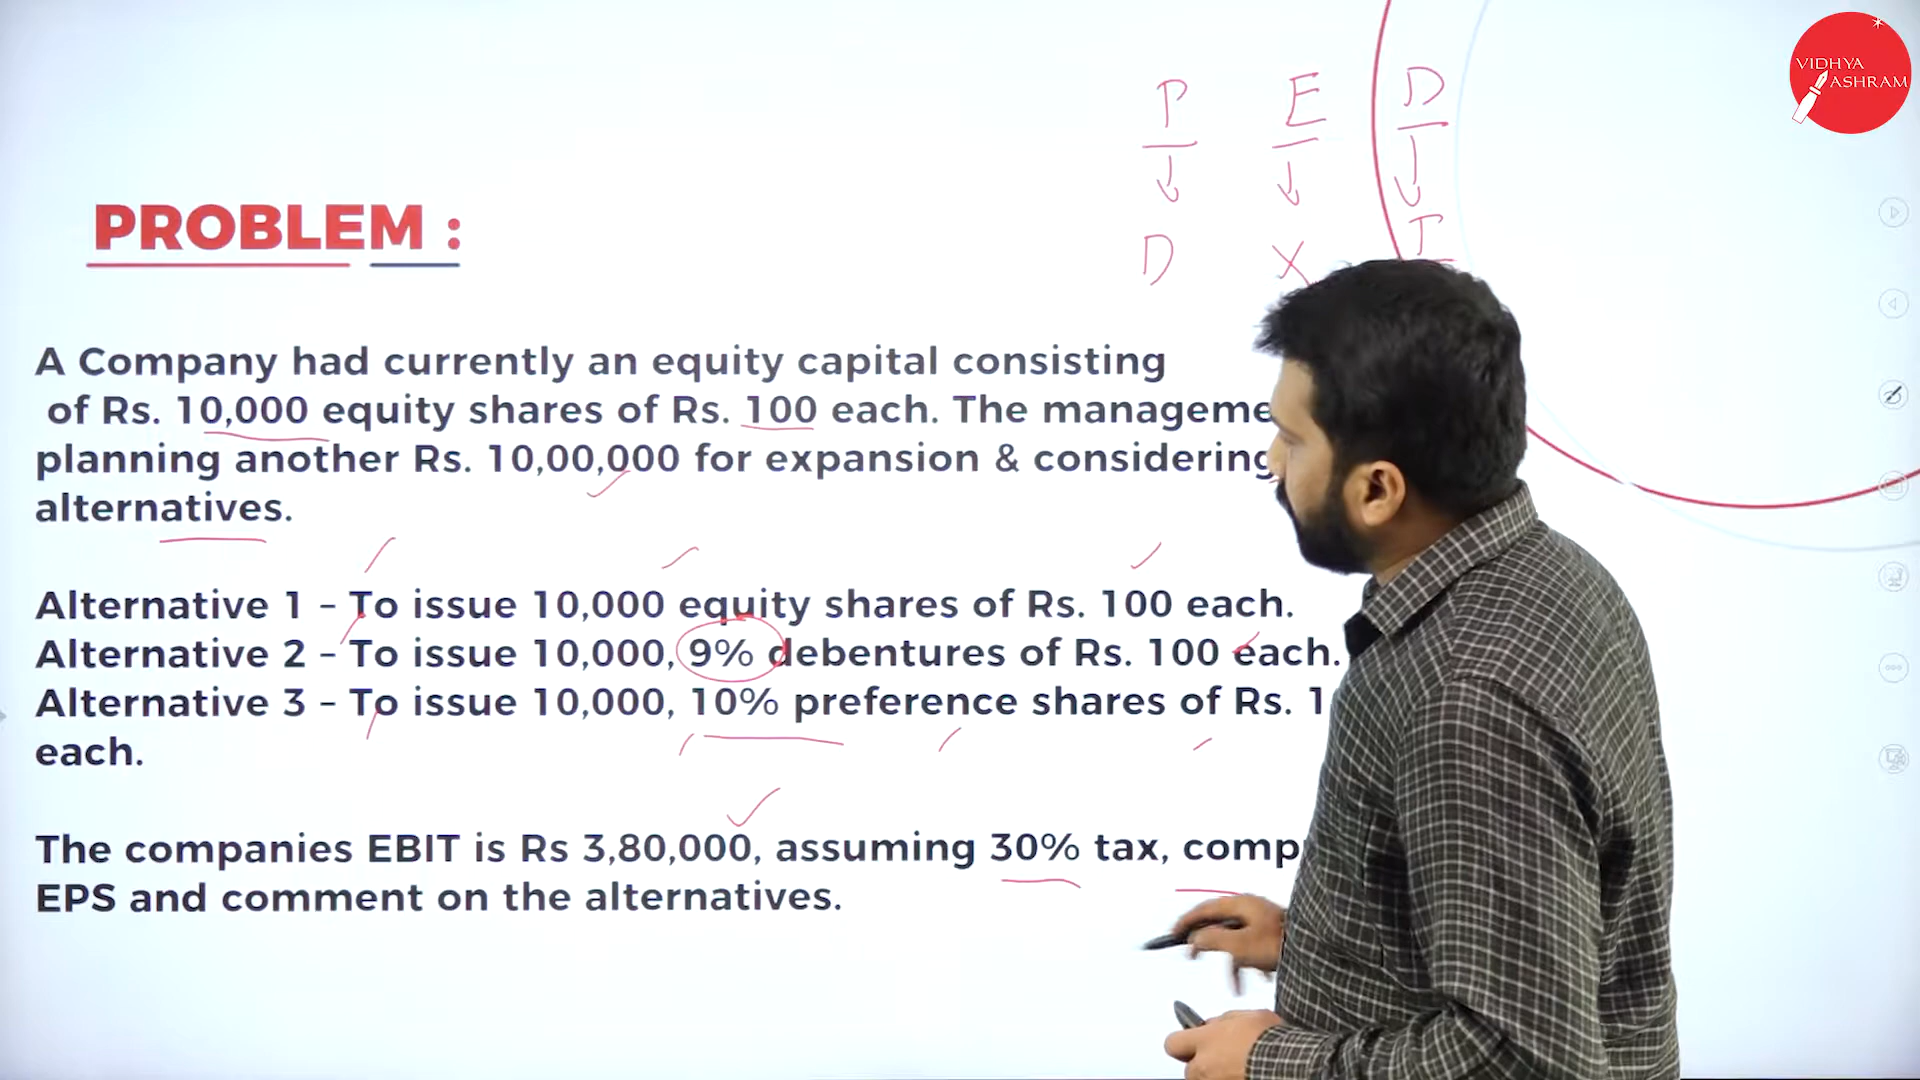 VIDHYA
ASHRAM
P E D
D X I
PROBLEM :
A Company had currently an equity capital consisting
of Rs. 10,000 equity shares of Rs. 100 each. The
planning another Rs. 10,00,000 for expansion & considering
alternatives.
Alternative 1 - To issue 10,000 equity shares of Rs. 100 each.
Alternative 2 - To issue 10,000, 9% debentures of Rs. 100 each.
Alternative 3 - To issue 10,000, 10% preference shares of Rs.
each.
The companies EBIT is Rs 3,80,000, assuming 30% tax,
EPS and comment on the alternatives.